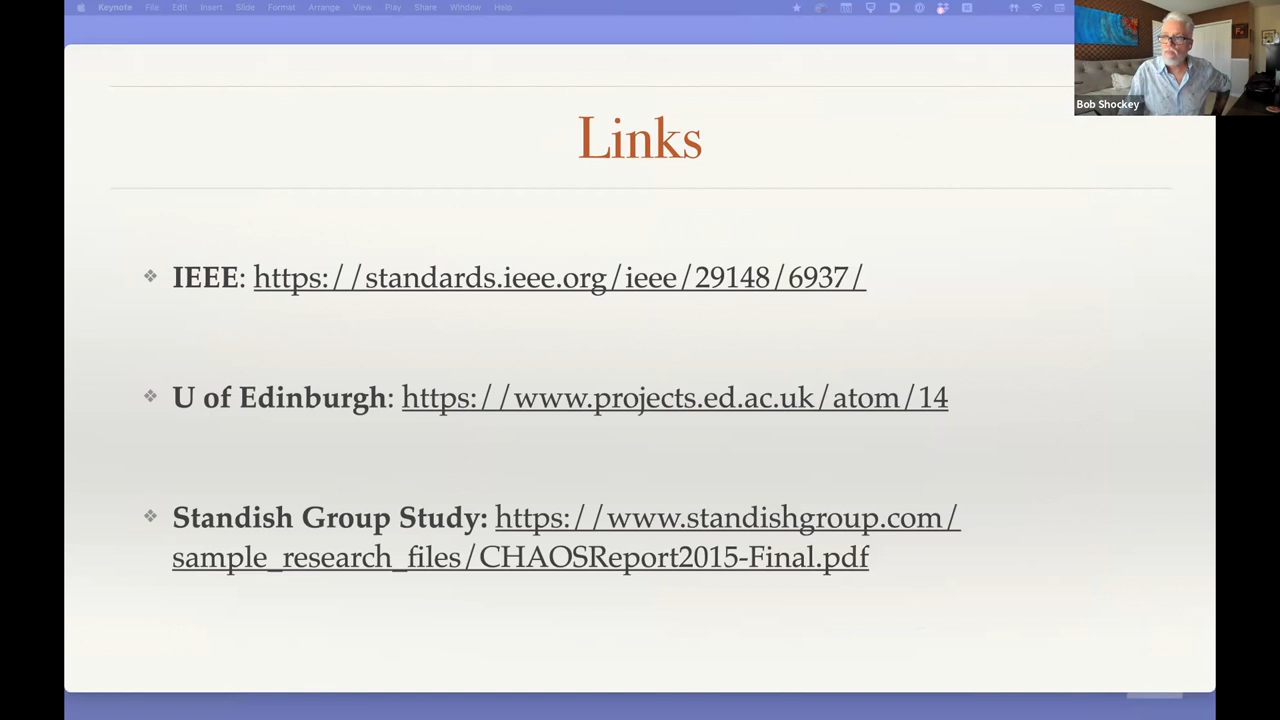 Keynote File Edit Insert Slide Format Arrange View Play Share Window Help
Bob Shockey
Links
❖ IEEE: https://standards.ieee.org/ieee/29148/6937/
❖ U of Edinburgh: https://www.projects.ed.ac.uk/atom/14
❖ Standish Group Study: https://www.standishgroup.com/
sample_research_files/CHAOSReport2015-Final.pdf